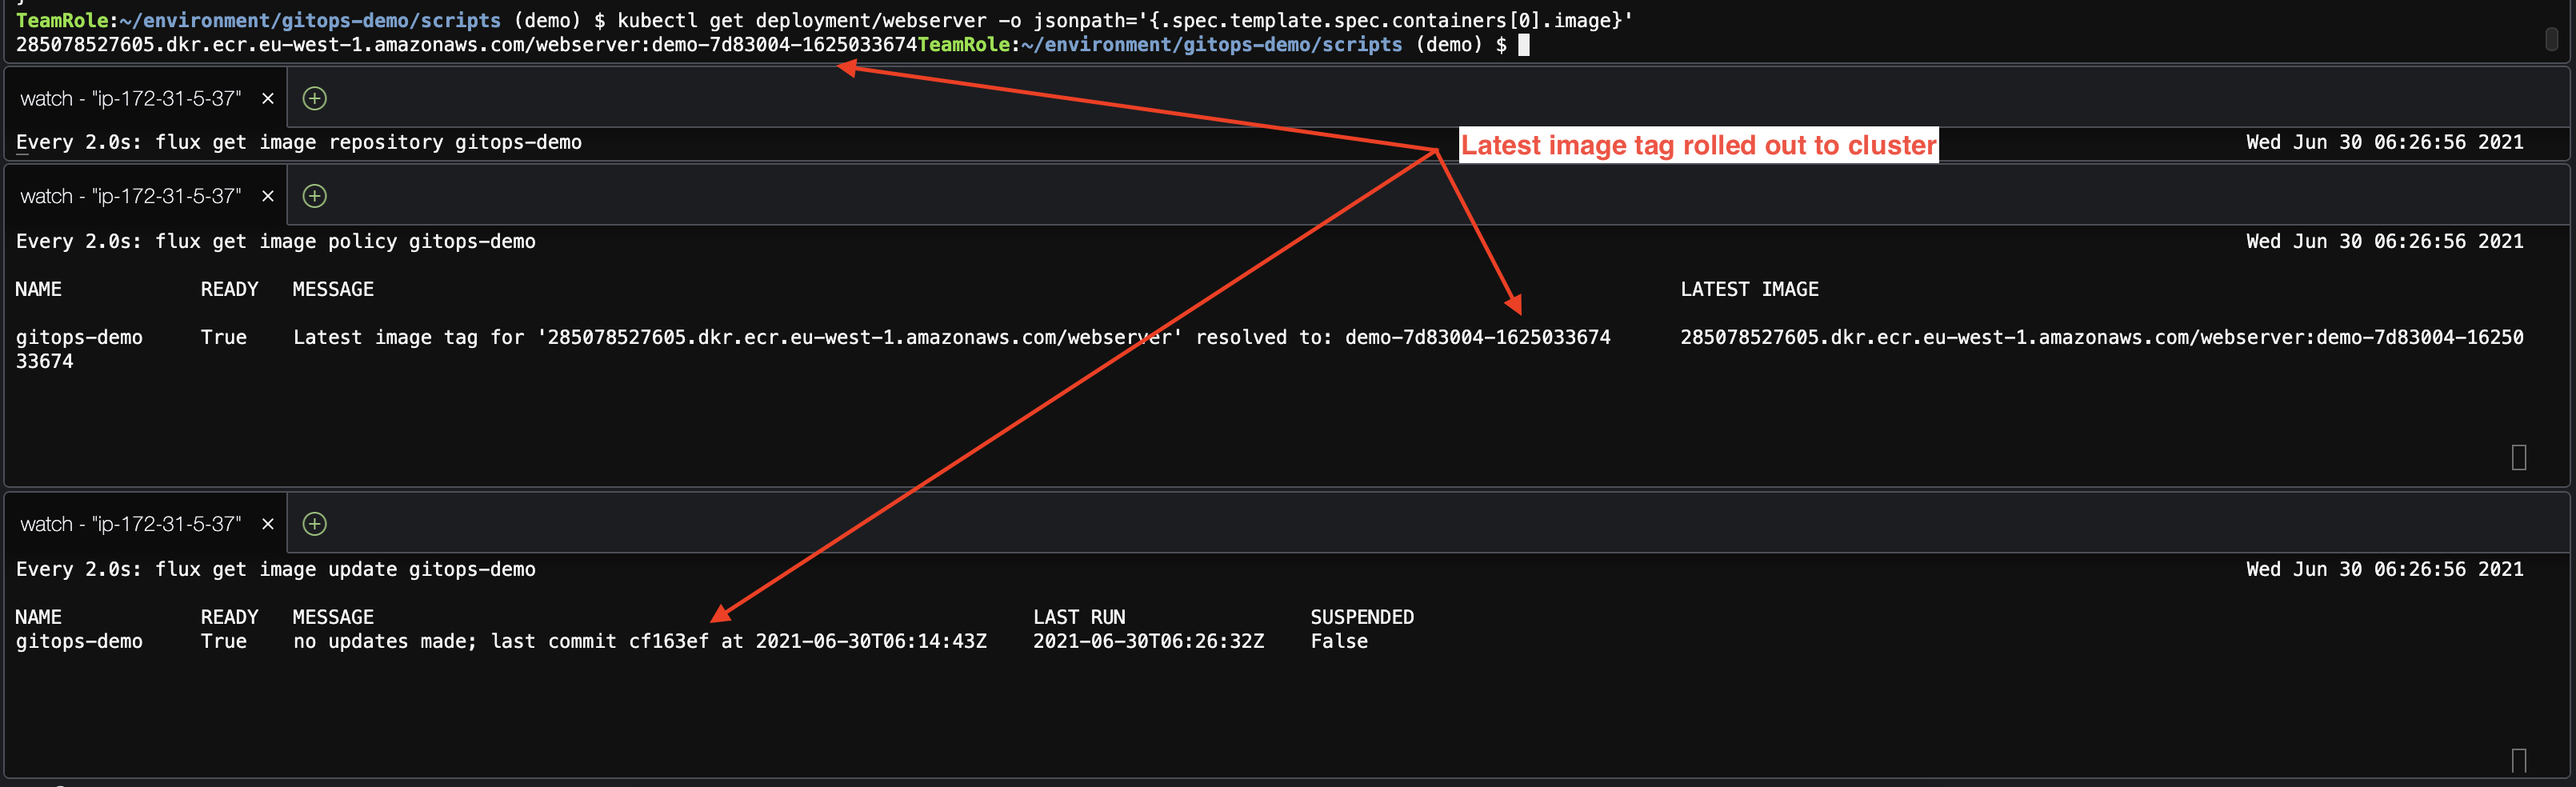 TeamRole:~/environment/gitops-demo/scripts (demo) $ kubectl get deployment/webserver -o jsonpath='{.spec.template.spec.containers[0].image}'
285078527605.dkr.ecr.eu-west-1.amazonaws.com/webserver:demo-7d83004-1625033674TeamRole:~/environment/gitops-demo/scripts (demo) $
watch - "ip-172-31-5-37" ×
Every 2.0s: flux get image repository gitops-demo Wed Jun 30 06:26:56 2021
Latest image tag rolled out to cluster
watch - "ip-172-31-5-37" ×
Every 2.0s: flux get image policy gitops-demo Wed Jun 30 06:26:56 2021
NAME READY MESSAGE LATEST IMAGE
gitops-demo True Latest image tag for '285078527605.dkr.ecr.eu-west-1.amazonaws.com/webserver' resolved to: demo-7d83004-1625033674 285078527605.dkr.ecr.eu-west-1.amazonaws.com/webserver:demo-7d83004-16250
33674
watch - "ip-172-31-5-37" ×
Every 2.0s: flux get image update gitops-demo Wed Jun 30 06:26:56 2021
NAME READY MESSAGE LAST RUN SUSPENDED
gitops-demo True no updates made; last commit cf163ef at 2021-06-30T06:14:43Z 2021-06-30T06:26:32Z False